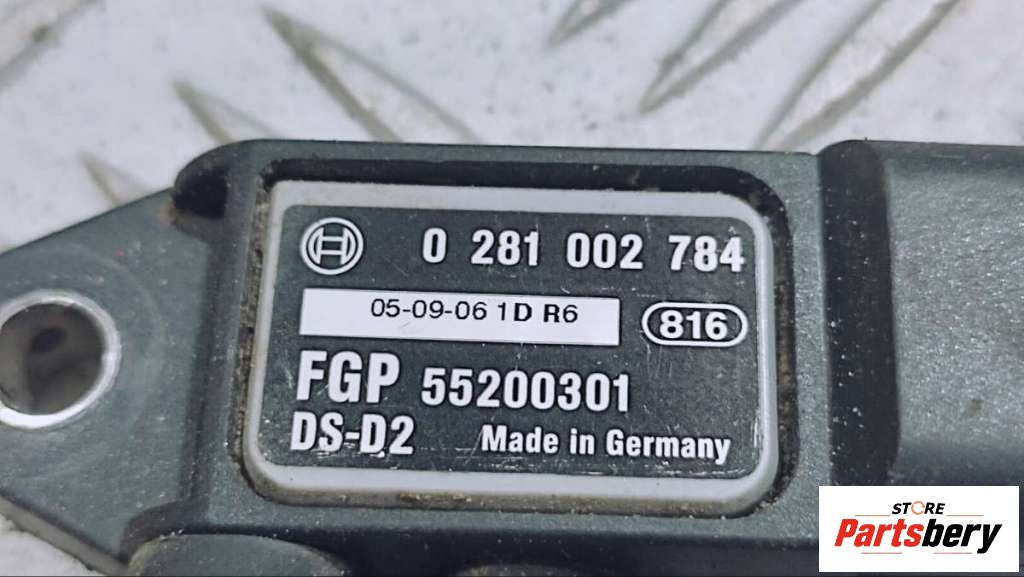 0 281 002 784
05-09-06 1D R6
816
FGP 55200301
DS-D2 Made in Germany
STORE
Partsbery